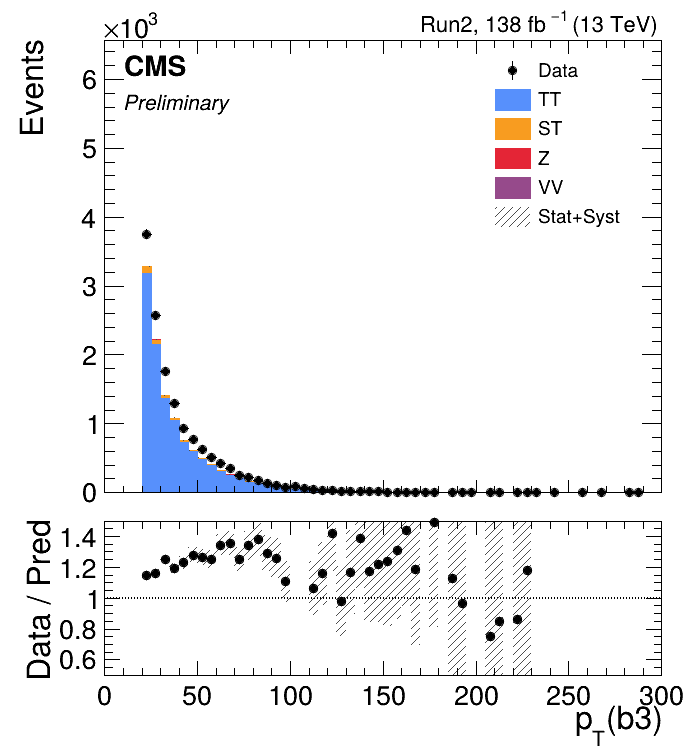 ×10³
Run2, 138 fb⁻¹ (13 TeV)
Events
CMS
Preliminary
Data
TT
ST
Z
VV
Stat+Syst
6
5
4
3
2
1
0
Data / Pred
1.4
1.2
1
0.8
0.6
0 50 100 150 200 250 300
p_T(b3)